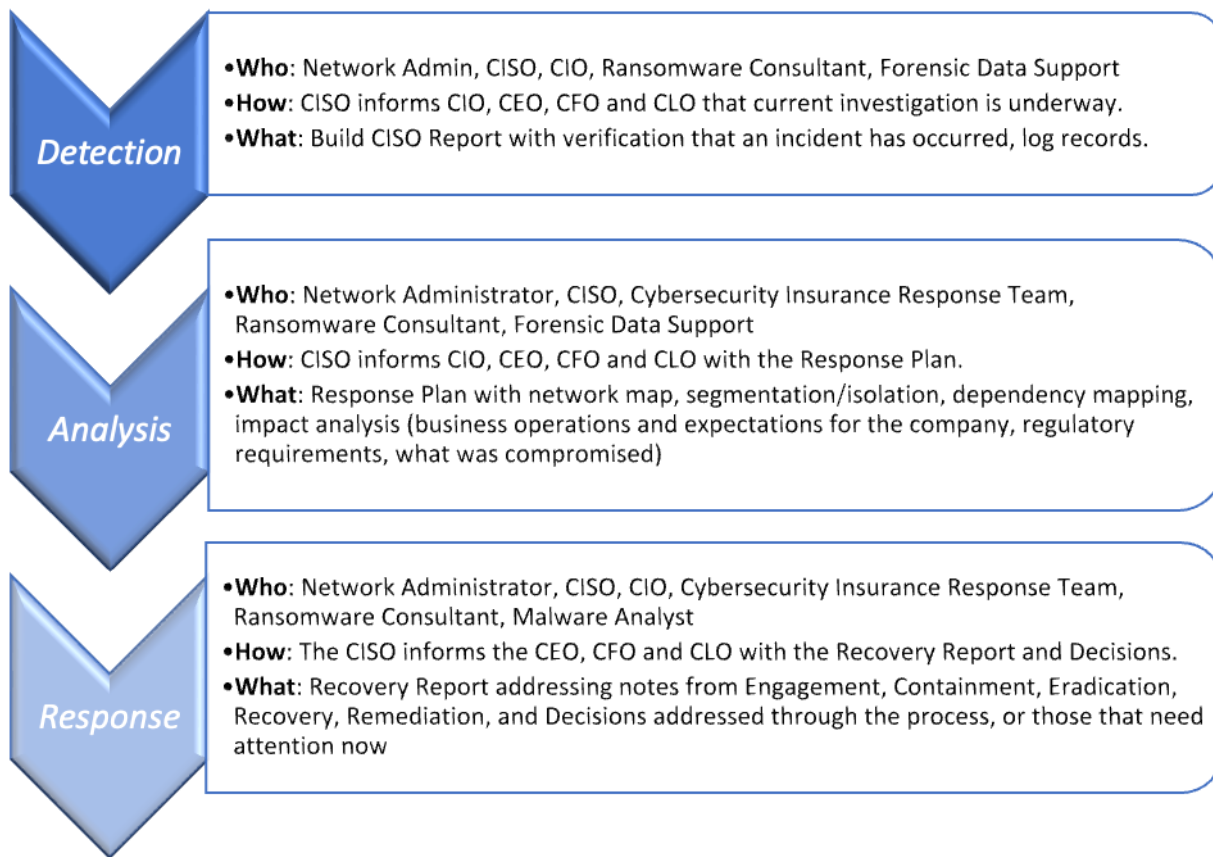 Detection
•Who: Network Admin, CISO, CIO, Ransomware Consultant, Forensic Data Support
•How: CISO informs CIO, CEO, CFO and CLO that current investigation is underway.
•What: Build CISO Report with verification that an incident has occurred, log records.
Analysis
•Who: Network Administrator, CISO, Cybersecurity Insurance Response Team,
Ransomware Consultant, Forensic Data Support
•How: CISO informs CIO, CEO, CFO and CLO with the Response Plan.
•What: Response Plan with network map, segmentation/isolation, dependency mapping,
impact analysis (business operations and expectations for the company, regulatory
requirements, what was compromised)
Response
•Who: Network Administrator, CISO, CIO, Cybersecurity Insurance Response Team,
Ransomware Consultant, Malware Analyst
•How: The CISO informs the CEO, CFO and CLO with the Recovery Report and Decisions.
•What: Recovery Report addressing notes from Engagement, Containment, Eradication,
Recovery, Remediation, and Decisions addressed through the process, or those that need
attention now